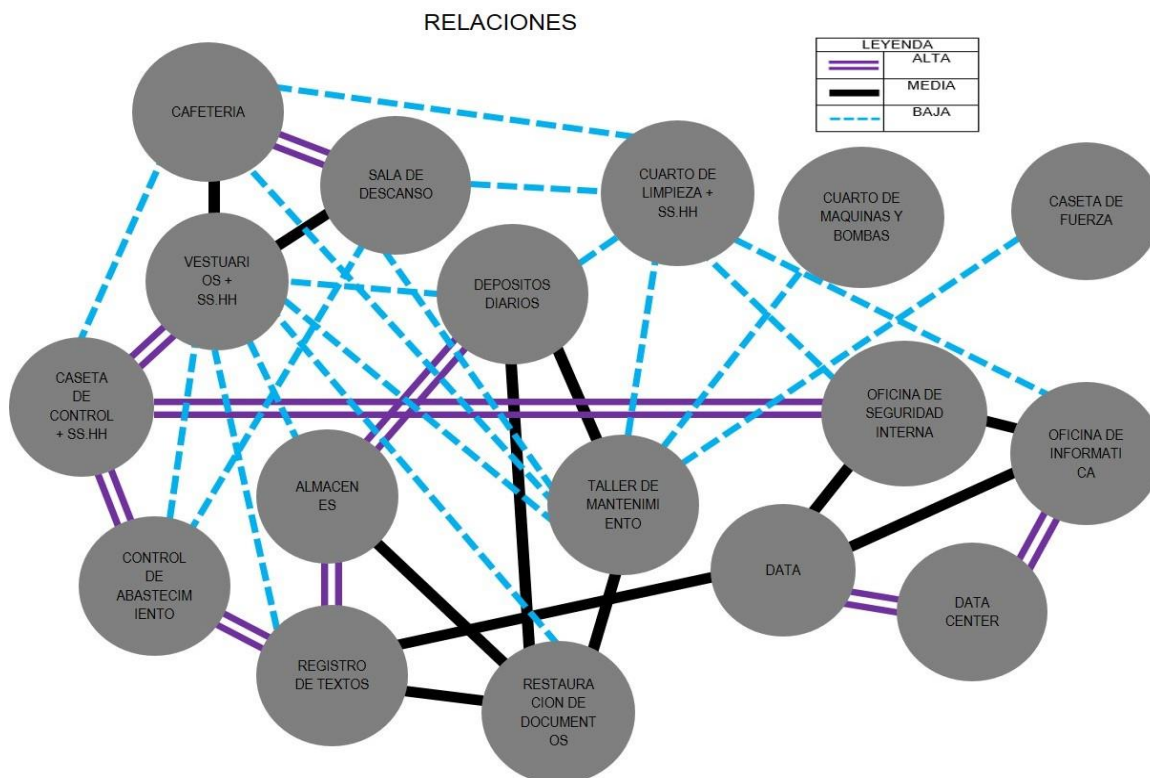 RELACIONES
LEYENDA
ALTA
MEDIA
BAJA
CAFETERIA
SALA DE
DESCANSO
CUARTO DE
LIMPIEZA +
SS.HH
CUARTO DE
MAQUINAS Y
BOMBAS
CASETA DE
FUERZA
VESTUARI
OS +
SS.HH
DEPOSITOS
DIARIOS
CASETA
DE
CONTROL
+ SS.HH
OFICINA DE
SEGURIDAD
INTERNA
OFICINA DE
INFORMATI
CA
ALMACEN
ES
TALLER DE
MANTENIM
IENTO
CONTROL
DE
ABASTECIM
IENTO
DATA
DATA
CENTER
REGISTRO
DE TEXTOS
RESTAURA
CION DE
DOCUMENT
OS